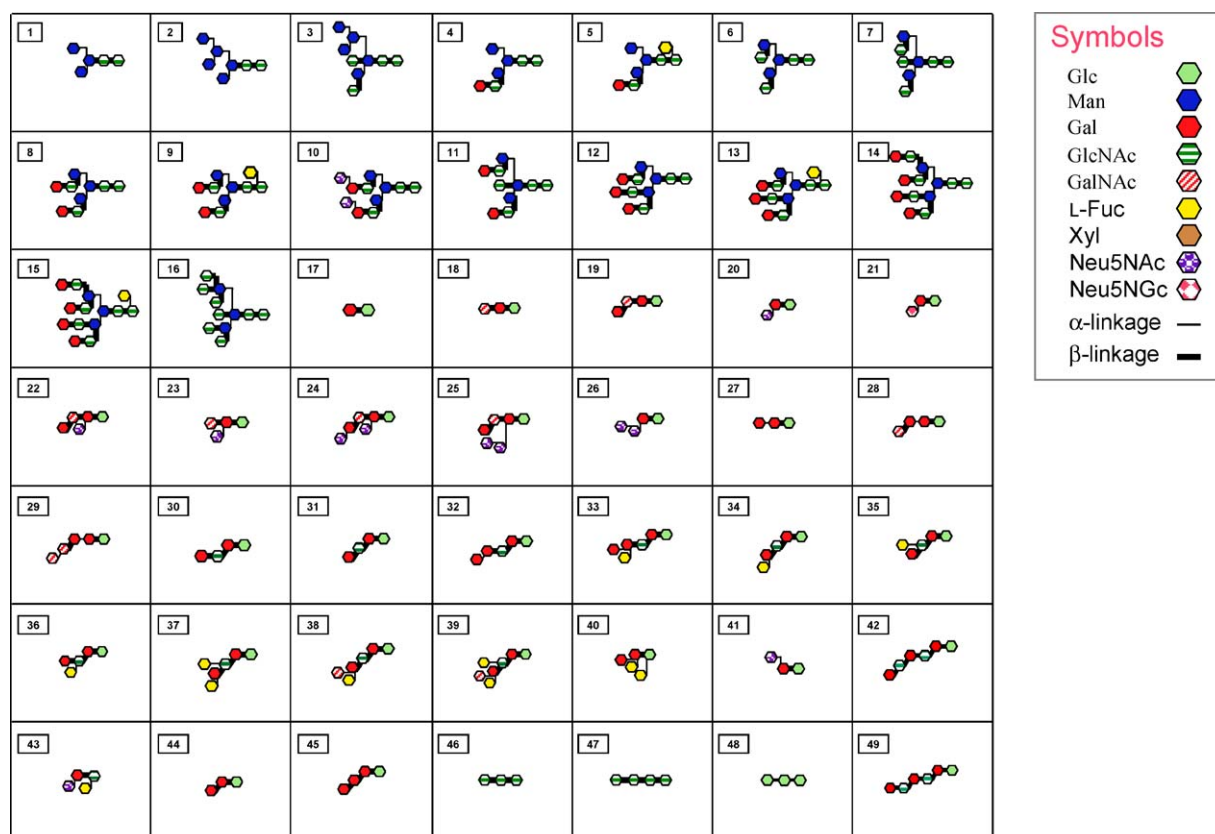 1 2 3 4 5 6 7
8 9 10 11 12 13 14
15 16 17 18 19 20 21
22 23 24 25 26 27 28
29 30 31 32 33 34 35
36 37 38 39 40 41 42
43 44 45 46 47 48 49
Symbols
Glc
Man
Gal
GlcNAc
GalNAc
L-Fuc
Xyl
Neu5NAc
Neu5NGc
α-linkage
β-linkage